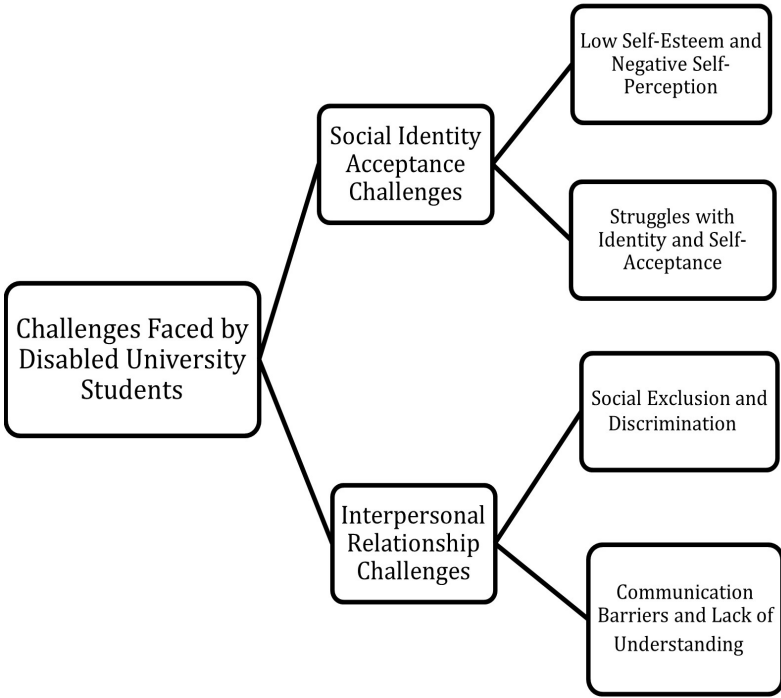 Challenges Faced by
Disabled University
Students
Social Identity
Acceptance
Challenges
Low Self-Esteem and
Negative Self-
Perception
Struggles with
Identity and Self-
Acceptance
Interpersonal
Relationship
Challenges
Social Exclusion and
Discrimination
Communication
Barriers and Lack of
Understanding